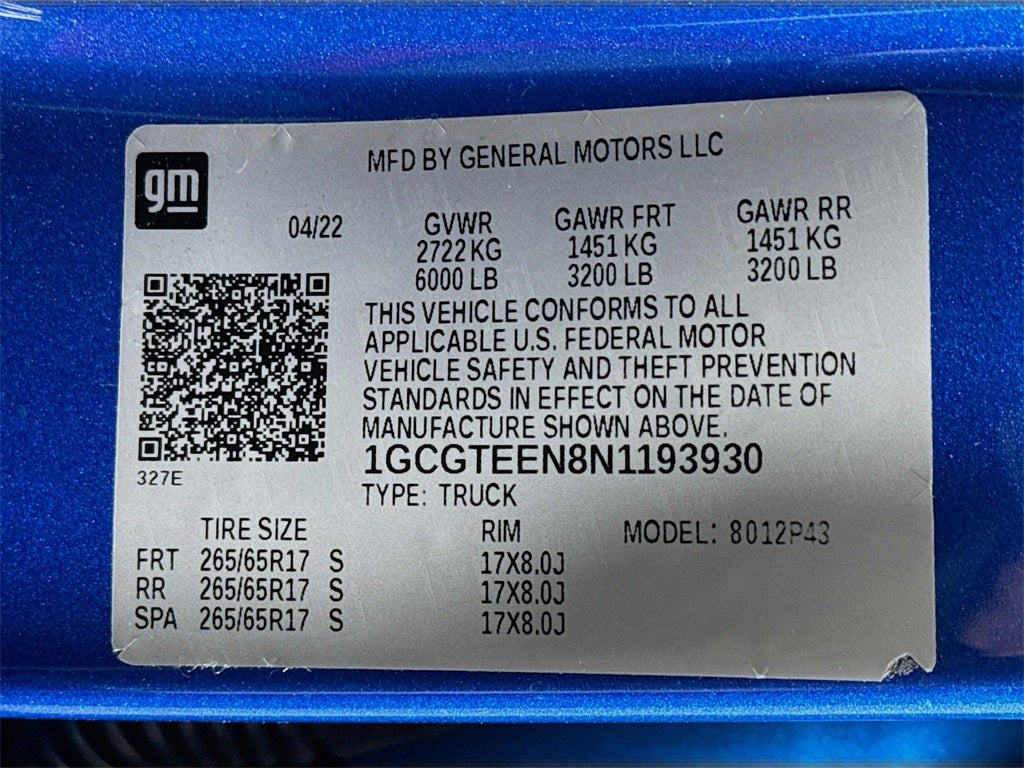 MFD BY GENERAL MOTORS LLC
gm
04/22
GVWR GAWR FRT GAWR RR
2722 KG 1451 KG 1451 KG
6000 LB 3200 LB 3200 LB
THIS VEHICLE CONFORMS TO ALL
APPLICABLE U.S. FEDERAL MOTOR
VEHICLE SAFETY AND THEFT PREVENTION
STANDARDS IN EFFECT ON THE DATE OF
MANUFACTURE SHOWN ABOVE.
1GCGTEEN8N1193930
327E
TYPE: TRUCK
TIRE SIZE RIM MODEL: 8012P43
FRT 265/65R17 S 17X8.0J
RR 265/65R17 S 17X8.0J
SPA 265/65R17 S 17X8.0J